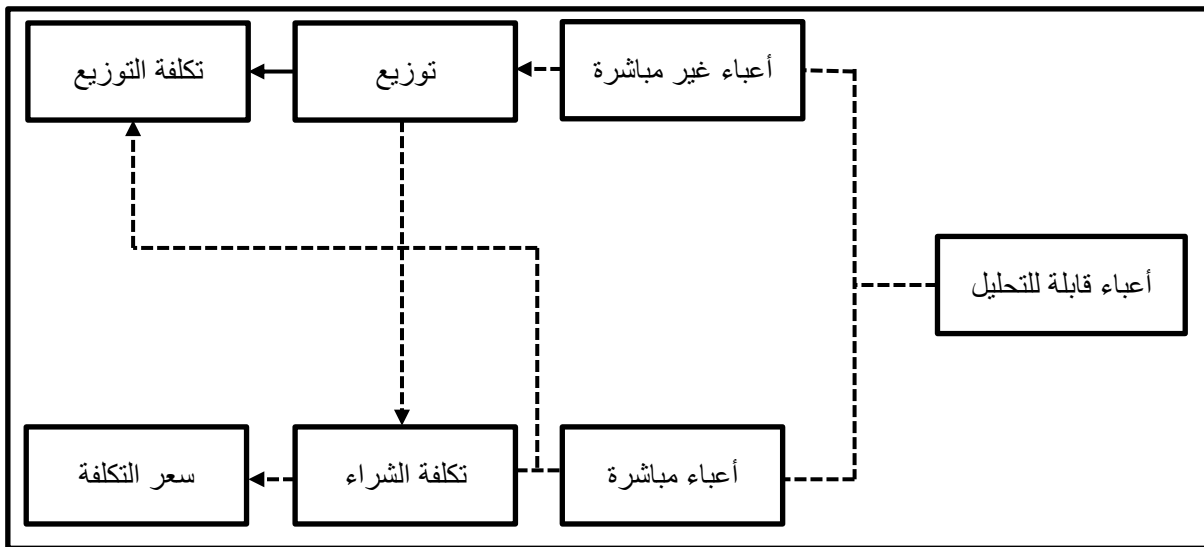 أعباء غير مباشرة
توزيع
تكلفة التوزيع
أعباء قابلة للتحليل
أعباء مباشرة
تكلفة الشراء
سعر التكلفة